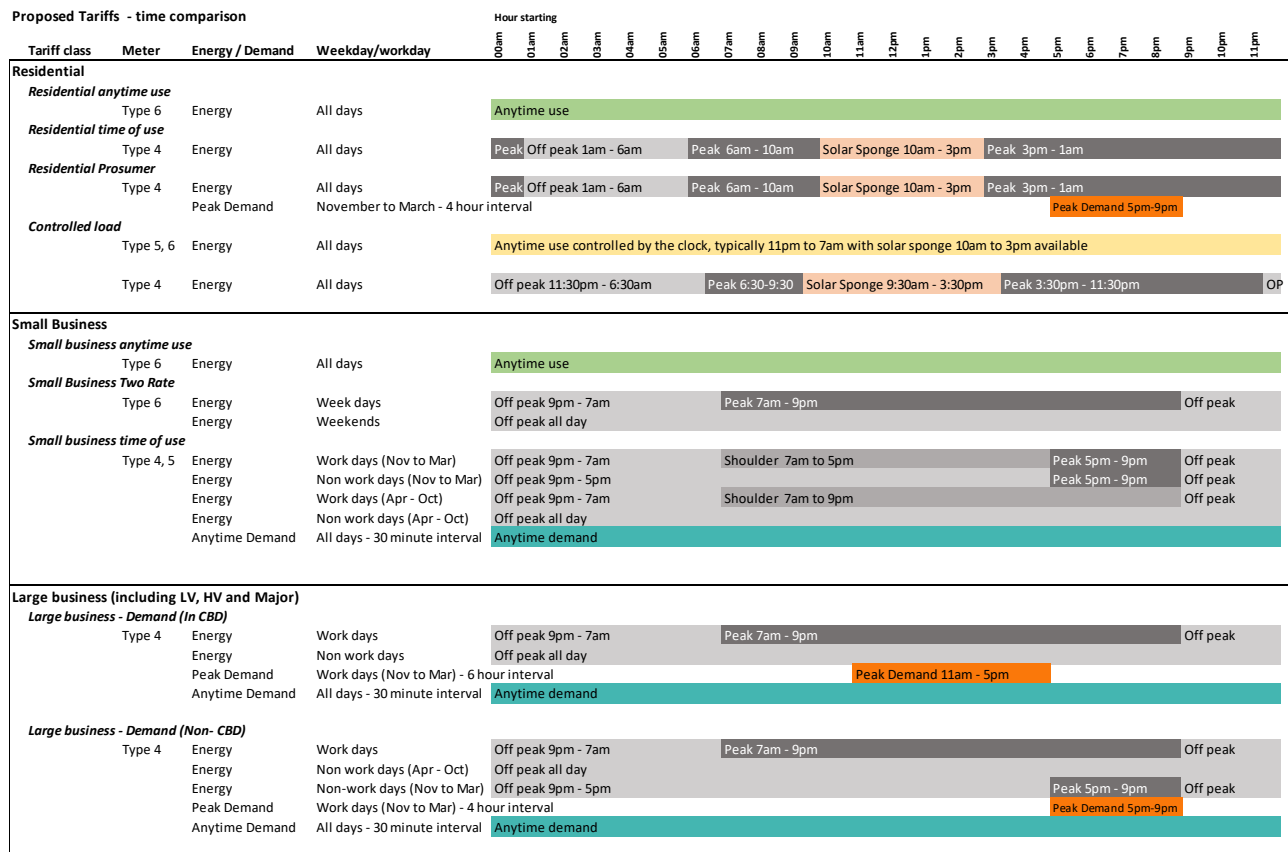 Proposed Tariffs - time comparison Hour starting
Tariff class Meter Energy / Demand Weekday/workday 00am 01am 02am 03am 04am 05am 06am 07am 08am 09am 10am 11am 12pm 1pm 2pm 3pm 4pm 5pm 6pm 7pm 8pm 9pm 10pm 11pm
Residential
Residential anytime use
Type 6 Energy All days Anytime use
Residential time of use
Type 4 Energy All days Peak Off peak 1am - 6am Peak 6am - 10am Solar Sponge 10am - 3pm Peak 3pm - 1am
Residential Prosumer
Type 4 Energy All days Peak Off peak 1am - 6am Peak 6am - 10am Solar Sponge 10am - 3pm Peak 3pm - 1am
Peak Demand November to March - 4 hour interval Peak Demand 5pm-9pm
Controlled load
Type 5, 6 Energy All days Anytime use controlled by the clock, typically 11pm to 7am with solar sponge 10am to 3pm available
Type 4 Energy All days Off peak 11:30pm - 6:30am Peak 6:30-9:30 Solar Sponge 9:30am - 3:30pm Peak 3:30pm - 11:30pm OP
Small Business
Small business anytime use
Type 6 Energy All days Anytime use
Small Business Two Rate
Type 6 Energy Week days Off peak 9pm - 7am Peak 7am - 9pm Off peak
Energy Weekends Off peak all day
Small business time of use
Type 4, 5 Energy Work days (Nov to Mar) Off peak 9pm - 7am Shoulder 7am to 5pm Peak 5pm - 9pm Off peak
Energy Non work days (Nov to Mar) Off peak 9pm - 5pm Peak 5pm - 9pm Off peak
Energy Work days (Apr - Oct) Off peak 9pm - 7am Shoulder 7am to 9pm Off peak
Energy Non work days (Apr - Oct) Off peak all day
Anytime Demand All days - 30 minute interval Anytime demand
Large business (including LV, HV and Major)
Large business - Demand (In CBD)
Type 4 Energy Work days Off peak 9pm - 7am Peak 7am - 9pm Off peak
Energy Non work days Off peak all day
Peak Demand Work days (Nov to Mar) - 6 hour interval Peak Demand 11am - 5pm
Anytime Demand All days - 30 minute interval Anytime demand
Large business - Demand (Non- CBD)
Type 4 Energy Work days Off peak 9pm - 7am Peak 7am - 9pm Off peak
Energy Non work days (Apr - Oct) Off peak all day
Energy Non-work days (Nov to Mar) Off peak 9pm - 5pm Peak 5pm - 9pm Off peak
Peak Demand Work days (Nov to Mar) - 4 hour interval Peak Demand 5pm-9pm
Anytime Demand All days - 30 minute interval Anytime demand